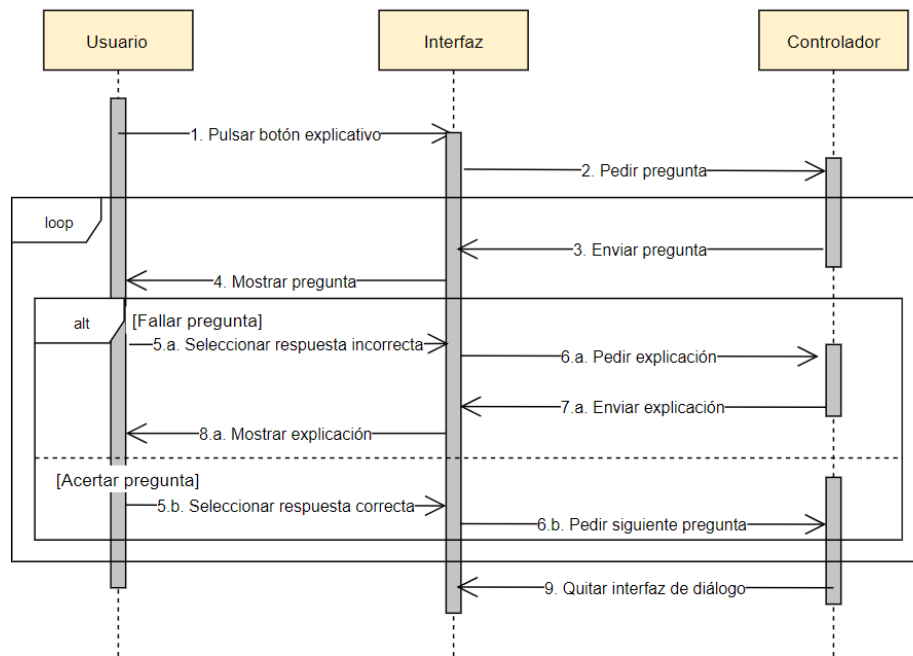 Usuario
Interfaz
Controlador
1. Pulsar botón explicativo
2. Pedir pregunta
loop
3. Enviar pregunta
4. Mostrar pregunta
alt
[Fallar pregunta]
5.a. Seleccionar respuesta incorrecta
6.a. Pedir explicación
7.a. Enviar explicación
8.a. Mostrar explicación
[Acertar pregunta]
5.b. Seleccionar respuesta correcta
6.b. Pedir siguiente pregunta
9. Quitar interfaz de diálogo